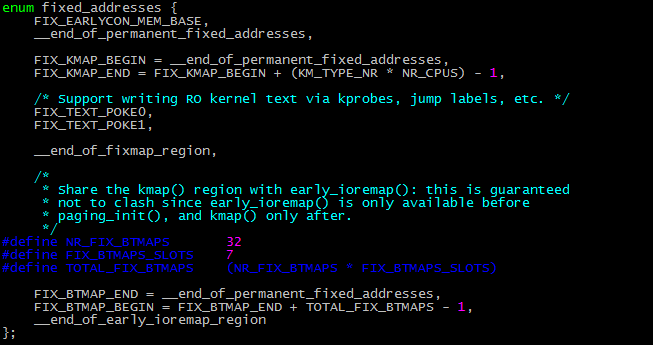 enum fixed_addresses {
    FIX_EARLYCON_MEM_BASE,
    __end_of_permanent_fixed_addresses,

    FIX_KMAP_BEGIN = __end_of_permanent_fixed_addresses,
    FIX_KMAP_END = FIX_KMAP_BEGIN + (KM_TYPE_NR * NR_CPUS) - 1,

    /* Support writing RO kernel text via kprobes, jump labels, etc. */
    FIX_TEXT_POKE0,
    FIX_TEXT_POKE1,

    __end_of_fixmap_region,

    /*
     * Share the kmap() region with early_ioremap(): this is guaranteed
     * not to clash since early_ioremap() is only available before
     * paging_init(), and kmap() only after.
     */
#define NR_FIX_BTMAPS       32
#define FIX_BTMAPS_SLOTS    7
#define TOTAL_FIX_BTMAPS    (NR_FIX_BTMAPS * FIX_BTMAPS_SLOTS)

    FIX_BTMAP_END = __end_of_permanent_fixed_addresses,
    FIX_BTMAP_BEGIN = FIX_BTMAP_END + TOTAL_FIX_BTMAPS - 1,
    __end_of_early_ioremap_region
};